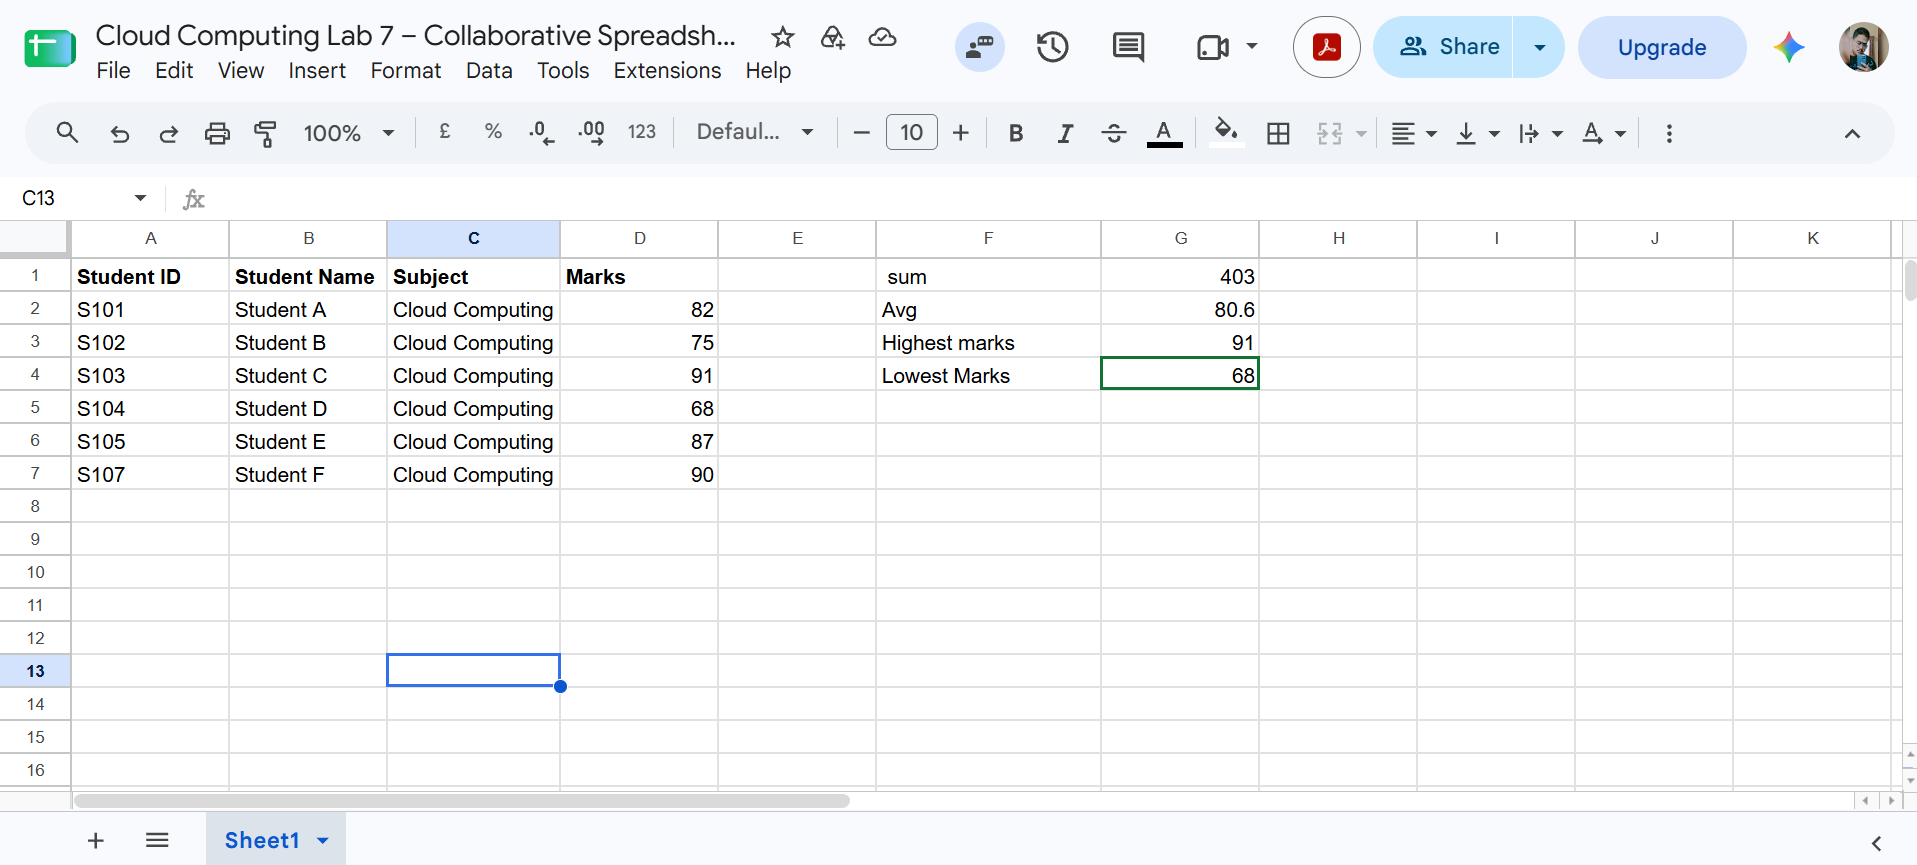 Cloud Computing Lab 7 – Collaborative Spreadsh...
File Edit View Insert Format Data Tools Extensions Help
Share
Upgrade
100% £ % .0 .00 123 Defaul... 10 B I A A
C13 fx
A B C D E F G H I J K
1 Student ID Student Name Subject Marks sum 403
2 S101 Student A Cloud Computing 82 Avg 80.6
3 S102 Student B Cloud Computing 75 Highest marks 91
4 S103 Student C Cloud Computing 91 Lowest Marks 68
5 S104 Student D Cloud Computing 68
6 S105 Student E Cloud Computing 87
7 S107 Student F Cloud Computing 90
8
9
10
11
12
13
14
15
16
Sheet1